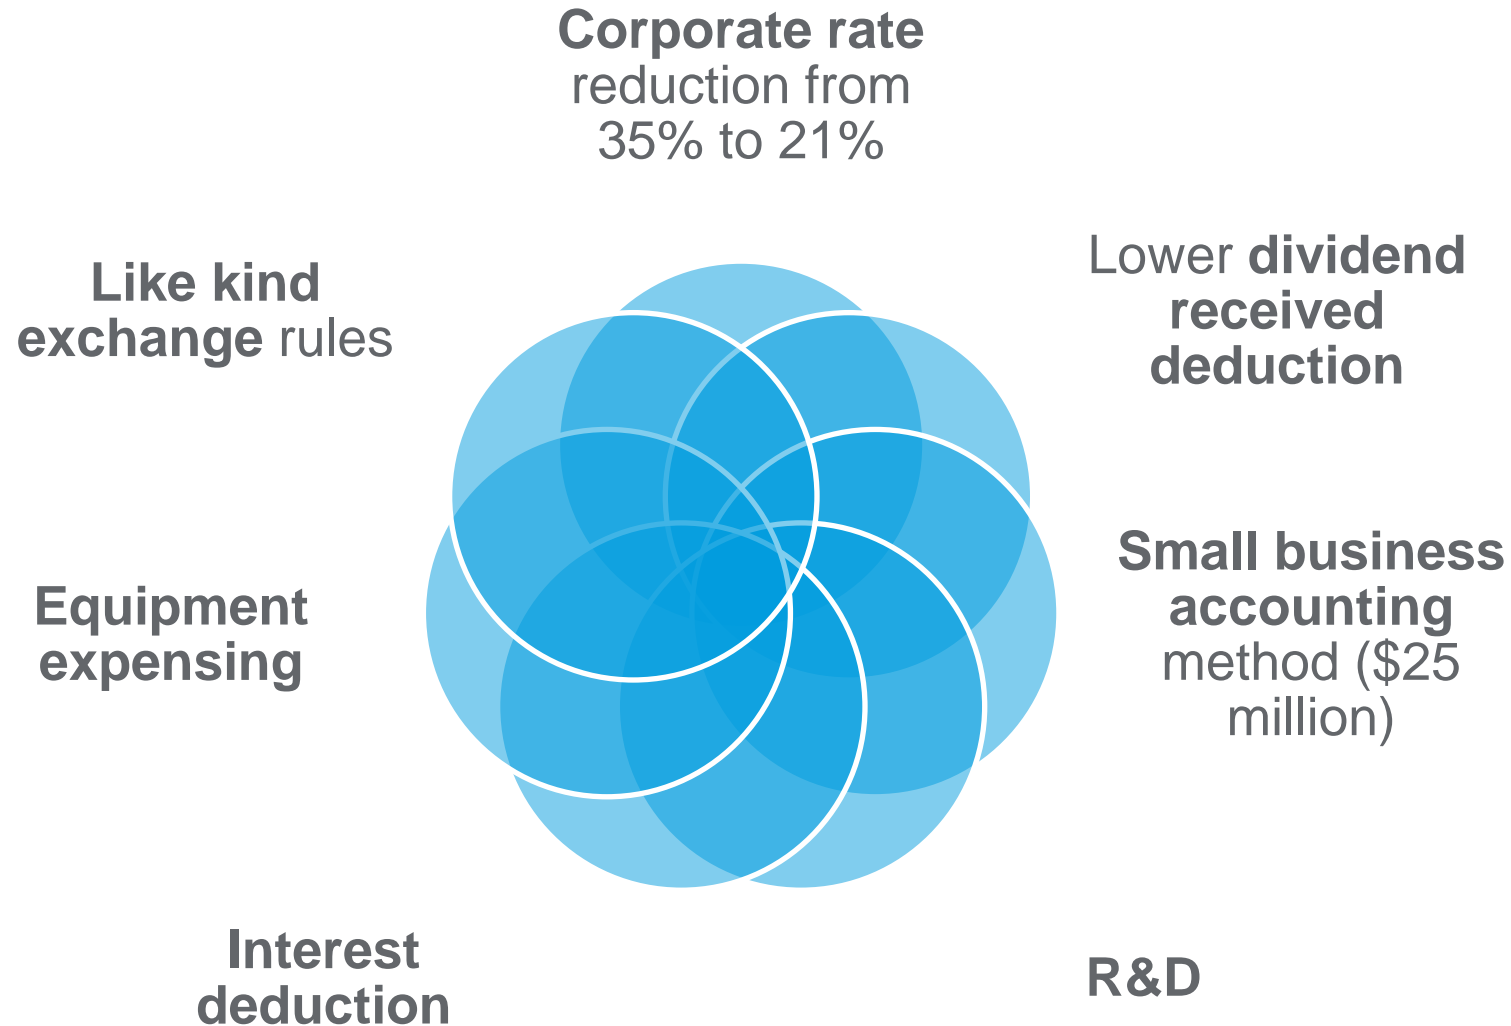 Corporate rate
reduction from
35% to 21%
Lower dividend
received
deduction
Small business
accounting
method ($25
million)
R&D
Interest
deduction
Equipment
expensing
Like kind
exchange rules